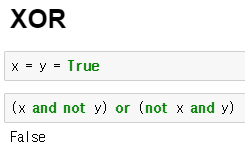 XOR
x = y = True
(x and not y) or (not x and y)
False